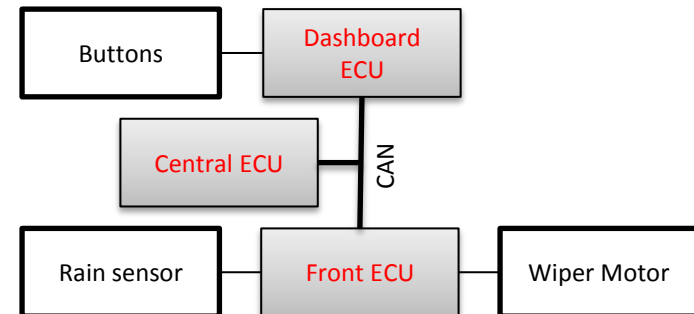 Buttons
Dashboard
ECU
Central ECU
CAN
Rain sensor
Front ECU
Wiper Motor